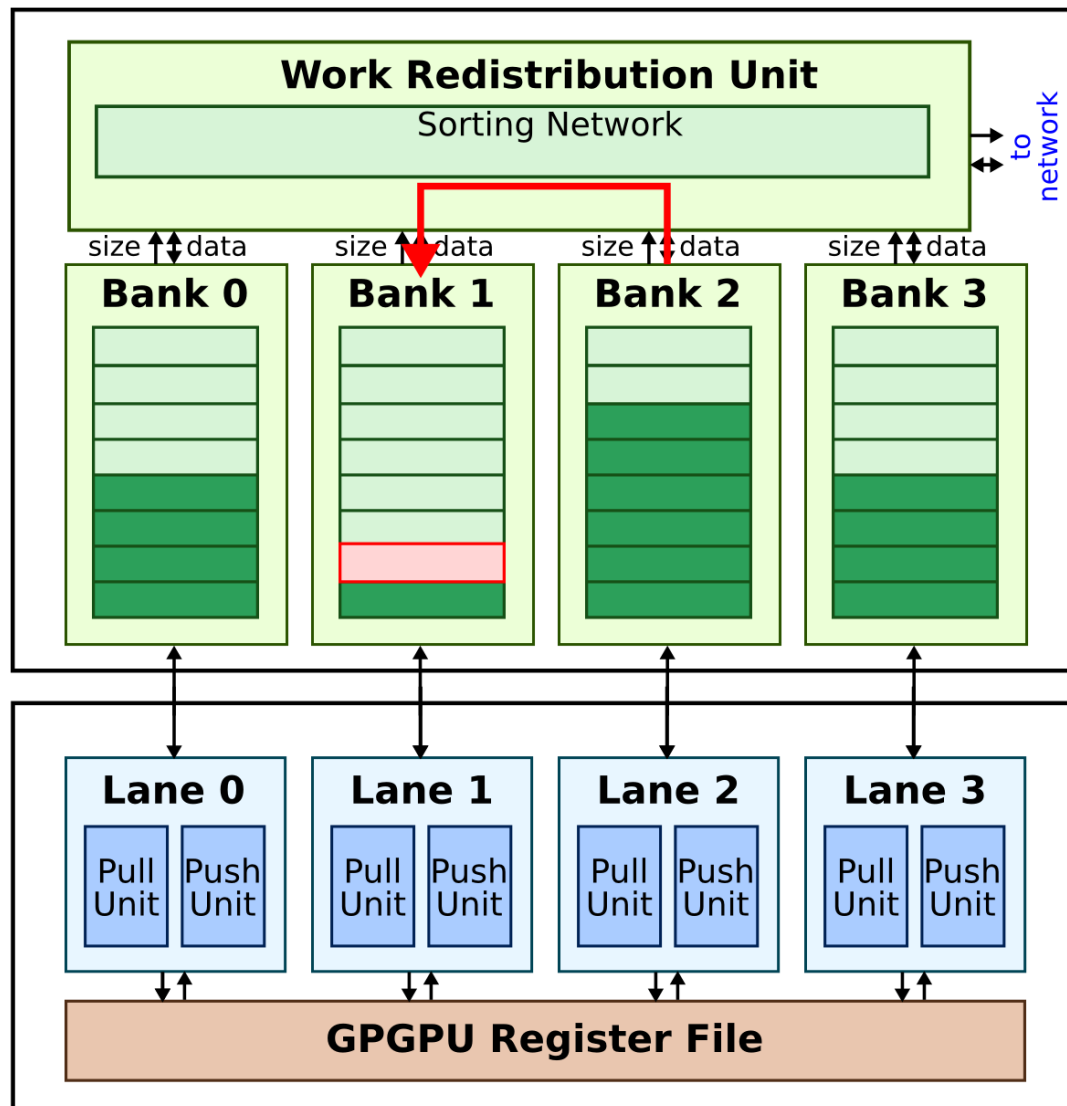 Work Redistribution Unit
Sorting Network
to
network
size data size data size data size data
Bank 0 Bank 1 Bank 2 Bank 3
Lane 0 Lane 1 Lane 2 Lane 3
Pull Push Pull Push Pull Push Pull Push
Unit Unit Unit Unit Unit Unit Unit Unit
GPGPU Register File